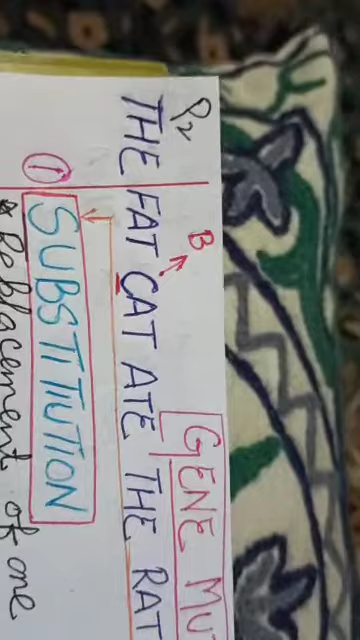 GENE MU
P2
B
THE FAT CAT ATE THE RAT
① SUBSTITUTION
* Replacement of one